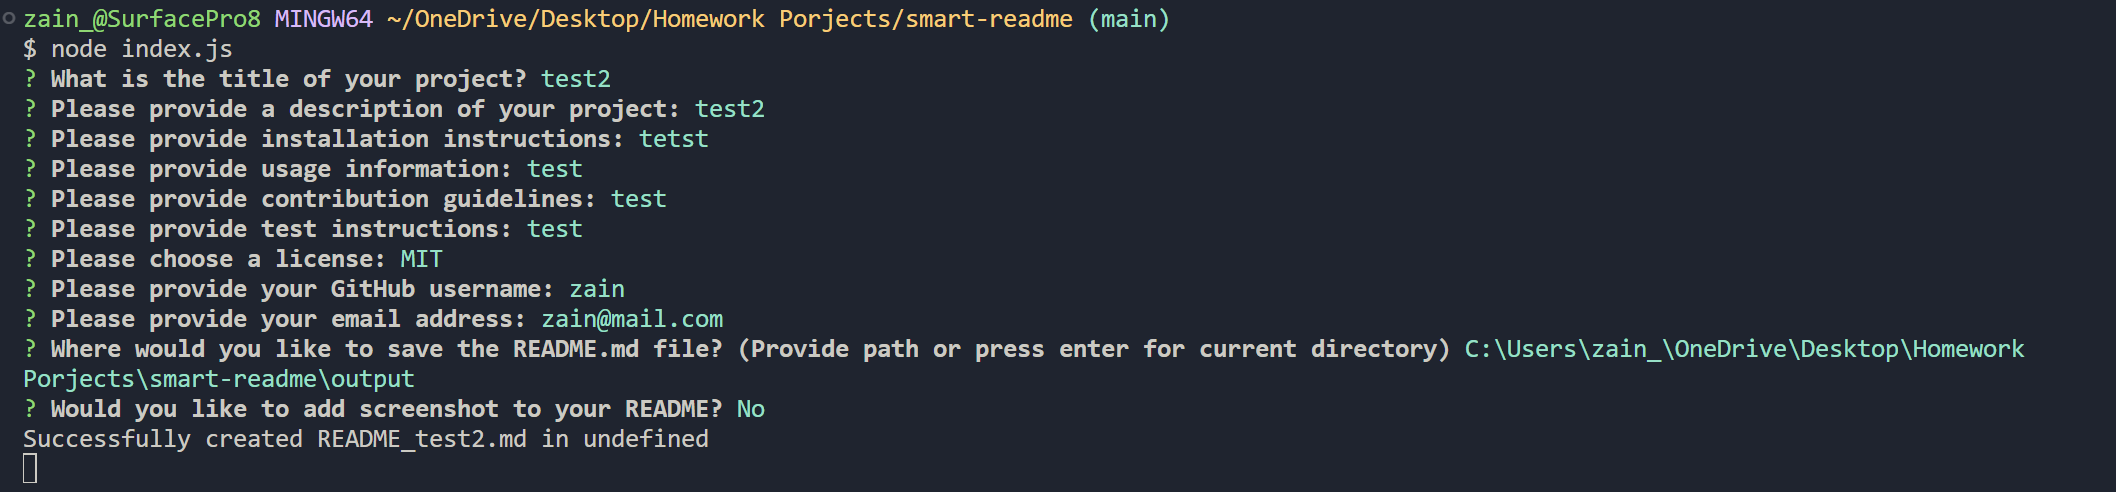 zain_@SurfacePro8 MINGW64 ~/OneDrive/Desktop/Homework Porjects/smart-readme (main)
$ node index.js
? What is the title of your project? test2
? Please provide a description of your project: test2
? Please provide installation instructions: tetst
? Please provide usage information: test
? Please provide contribution guidelines: test
? Please provide test instructions: test
? Please choose a license: MIT
? Please provide your GitHub username: zain
? Please provide your email address: zain@mail.com
? Where would you like to save the README.md file? (Provide path or press enter for current directory) C:\Users\zain_\OneDrive\Desktop\Homework
Porjects\smart-readme\output
? Would you like to add screenshot to your README? No
Successfully created README_test2.md in undefined